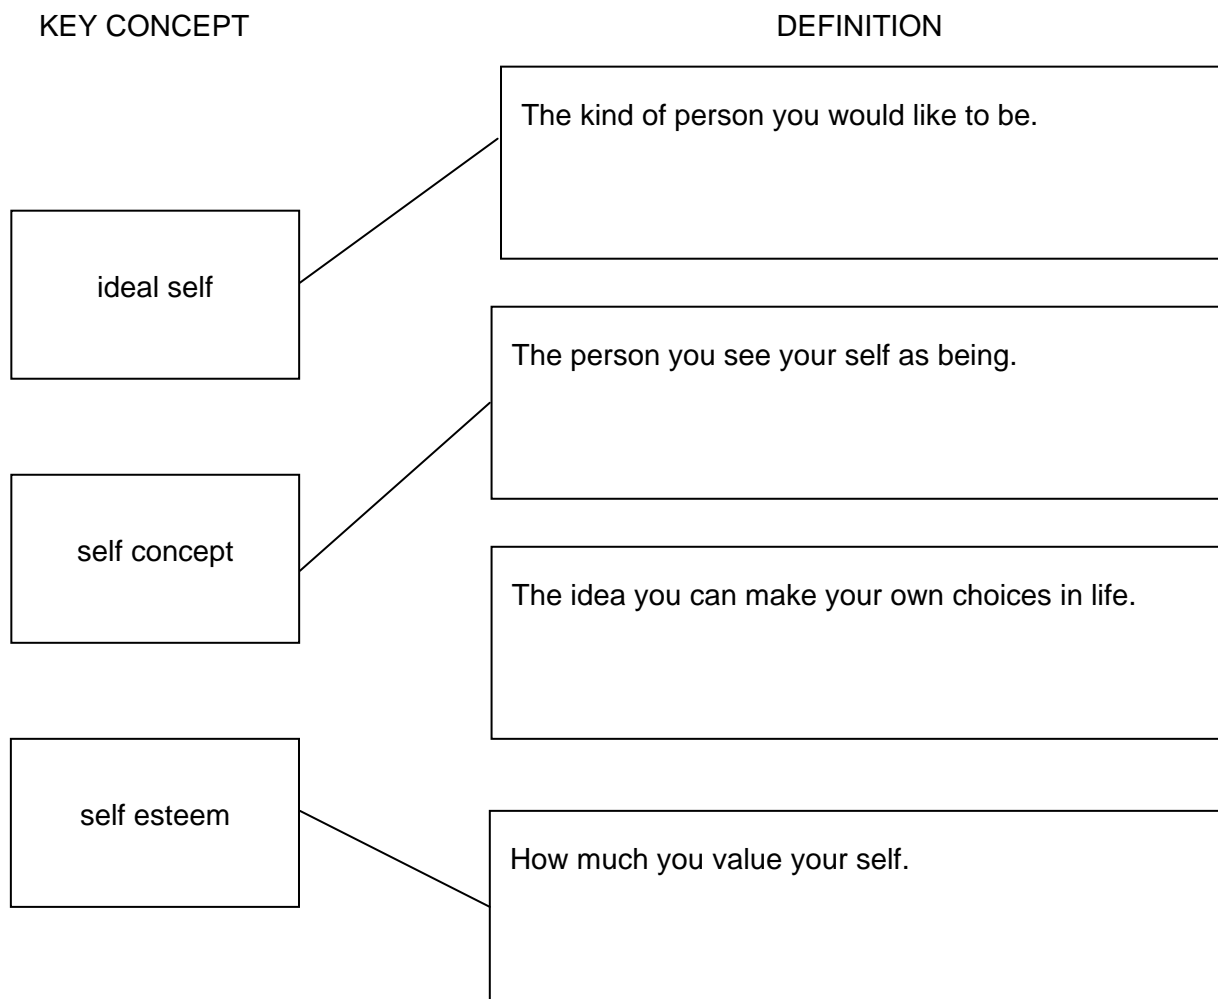 KEY CONCEPT
DEFINITION
The kind of person you would like to be.
ideal self
The person you see your self as being.
self concept
The idea you can make your own choices in life.
self esteem
How much you value your self.